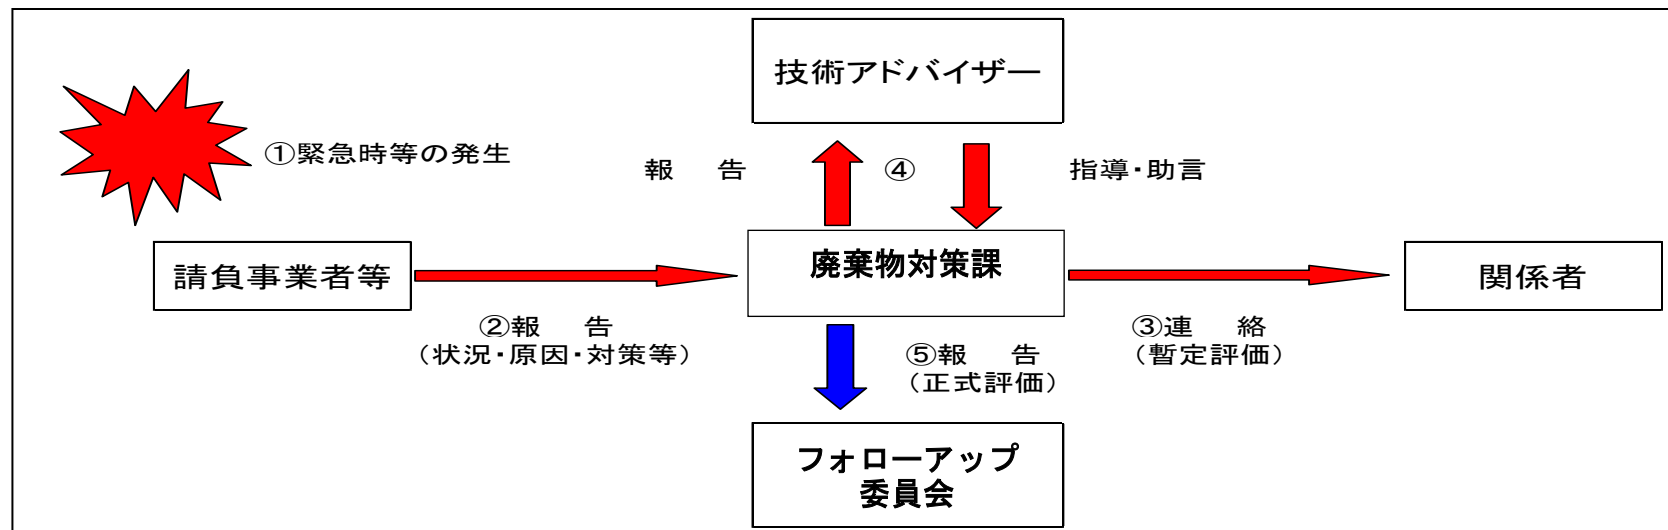 技術アドバイザー
①緊急時等の発生
報　告
④
指導・助言
請負事業者等
廃棄物対策課
関係者
②報　告
（状況・原因・対策等）
③連　絡
（暫定評価）
⑤報　告
（正式評価）
フォローアップ
委員会